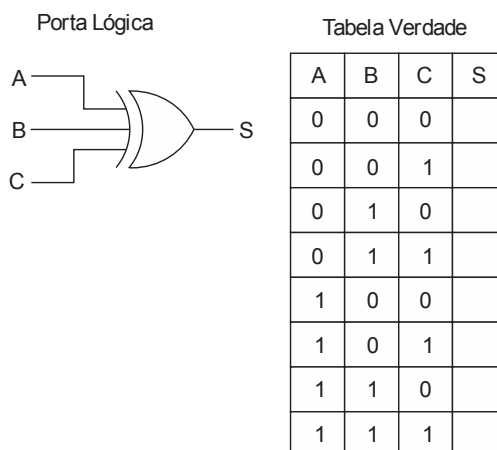 Porta Lógica
A
B
C
S
Tabela Verdade
A B C S
0 0 0
0 0 1
0 1 0
0 1 1
1 0 0
1 0 1
1 1 0
1 1 1